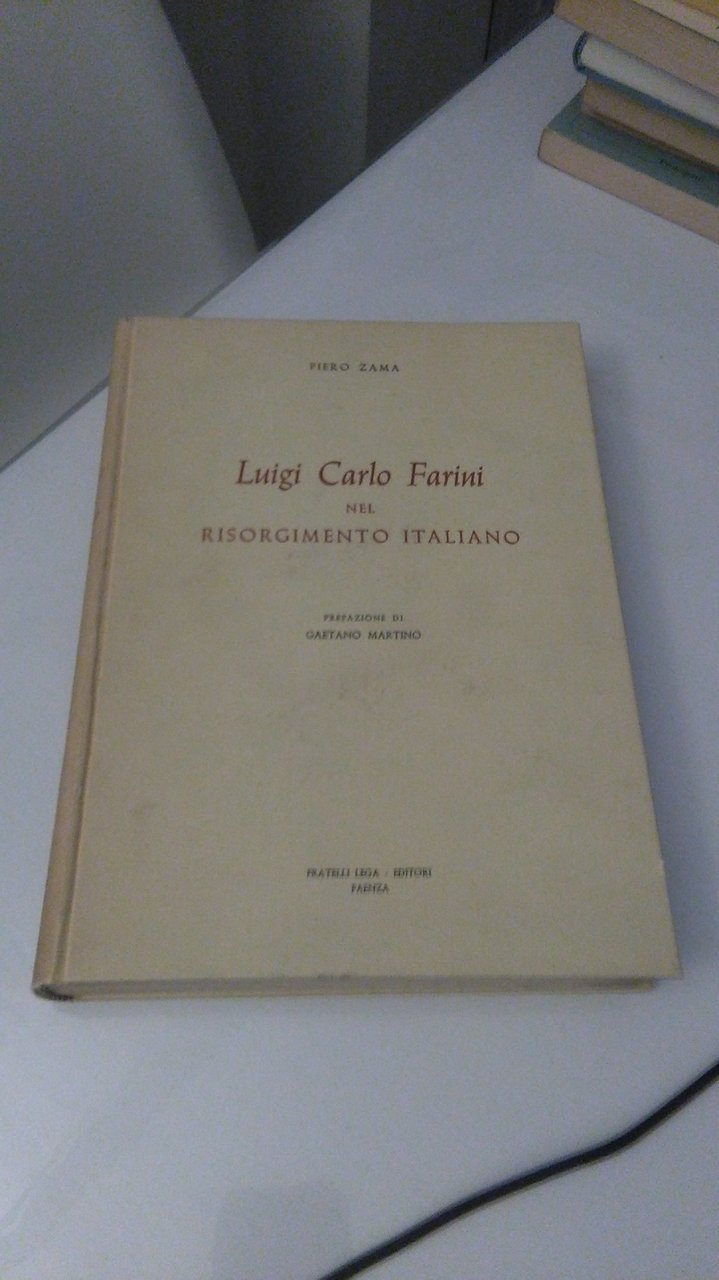 PIERO ZAMA
Luigi Carlo Farini
NEL
RISORGIMENTO ITALIANO
PREFAZIONE DI
GAETANO MARTINO
FRATELLI LEGA - EDITORI
FAENZA